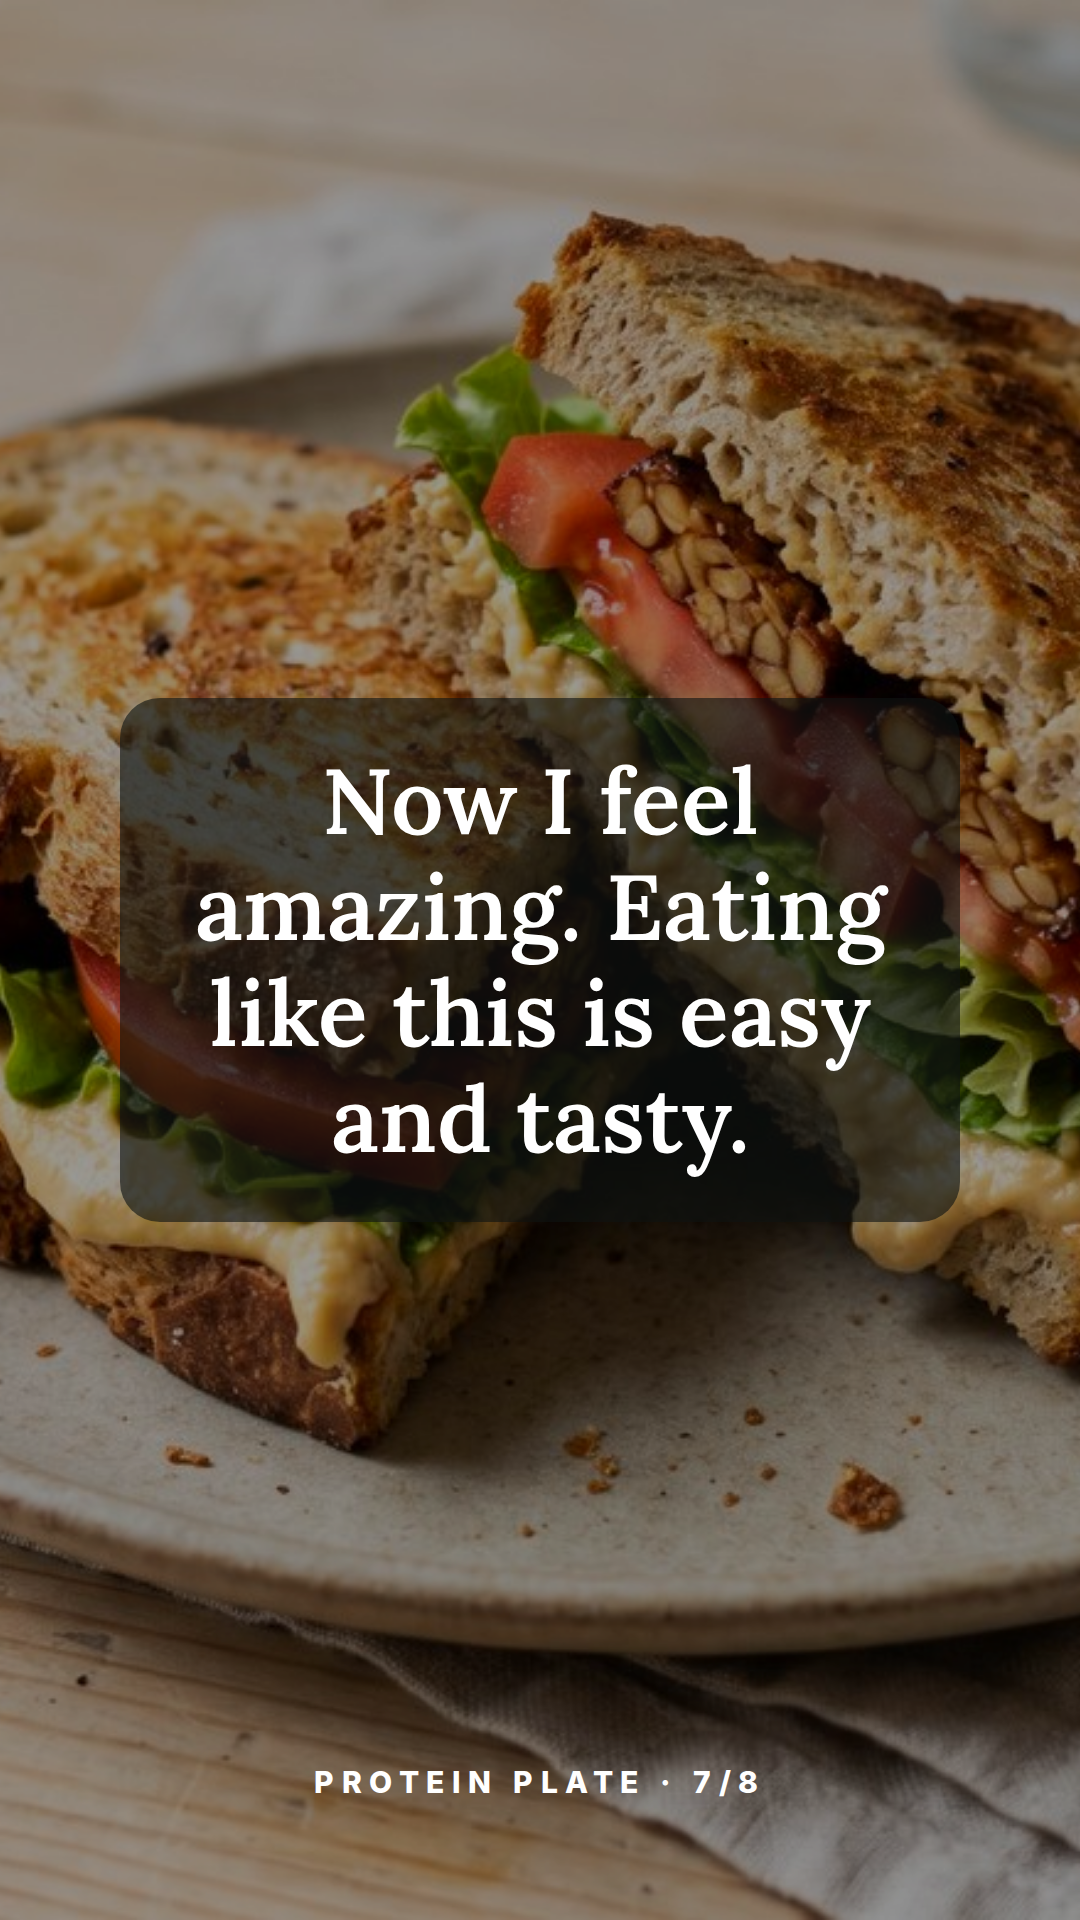 Now I feel
amazing. Eating
like this is easy
and tasty.
PROTEIN PLATE · 7/8